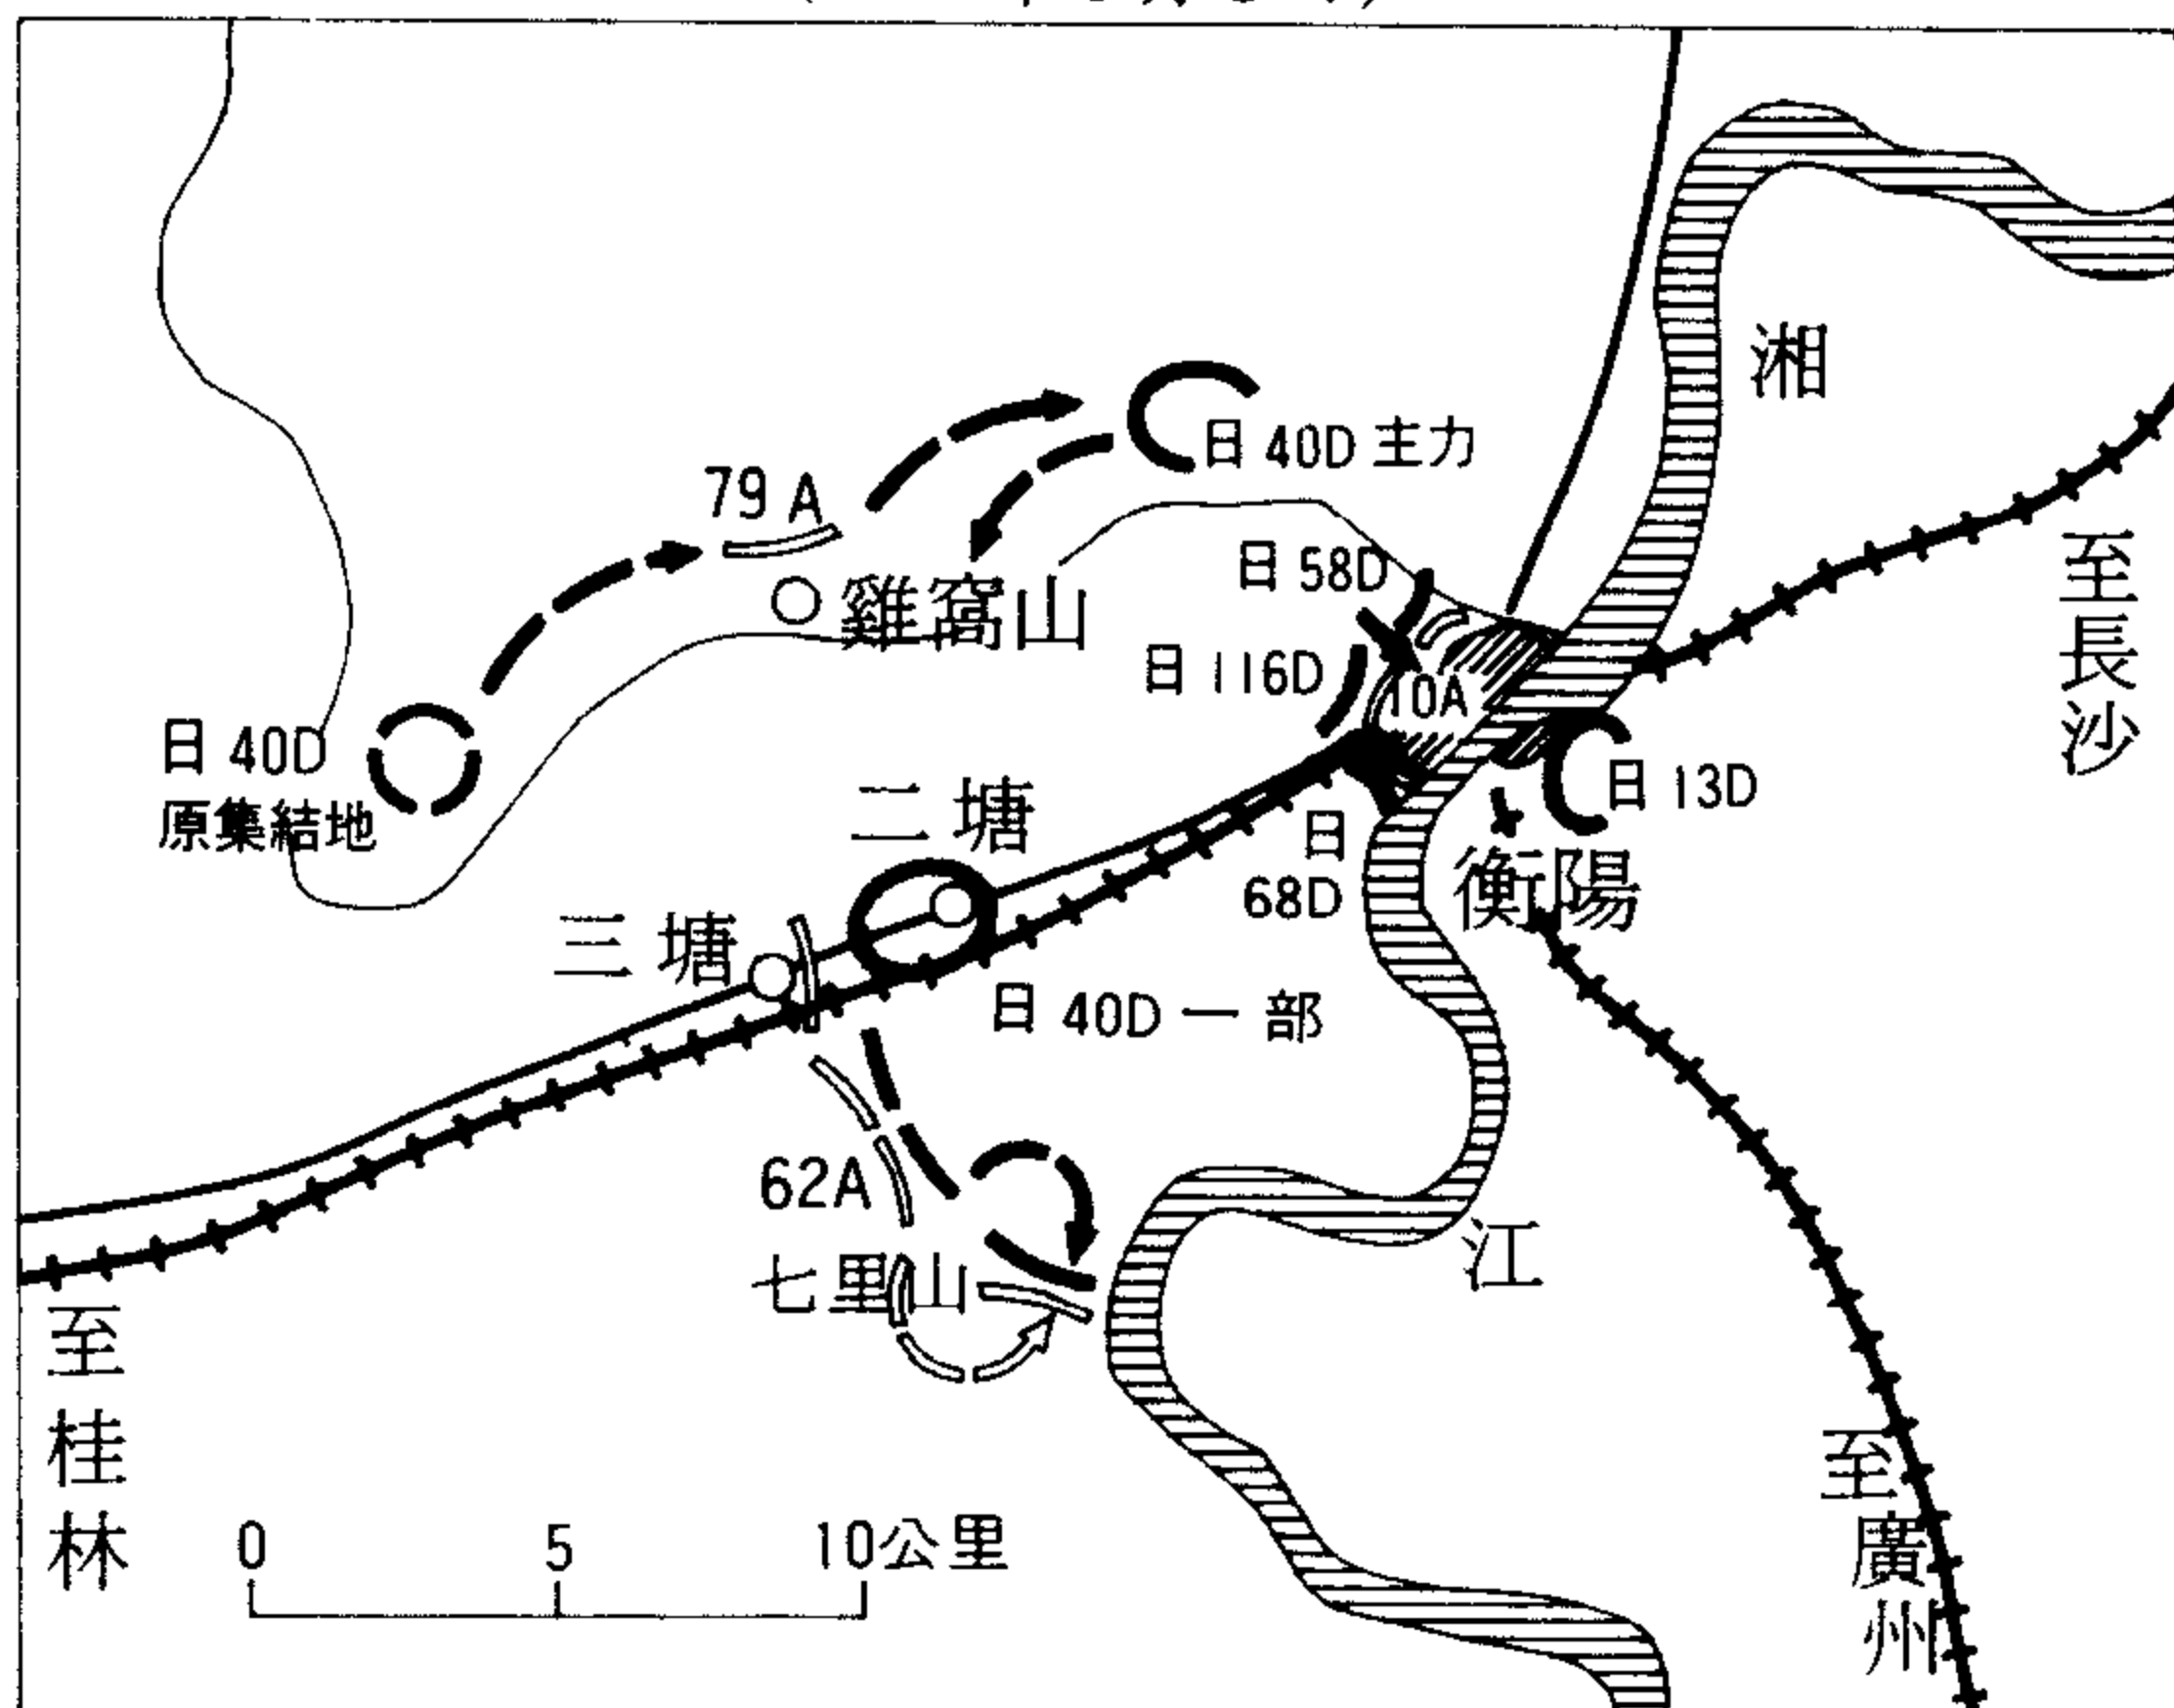 湘
日 40D 主力
79A
日 58D
雞窩山
日 116D
10A
至長沙
日 40D
原集結地
日 13D
二塘
日
68D
衡陽
三塘
日 40D 一部
62A
七里山
江
至桂林
至廣州
0 5 10公里